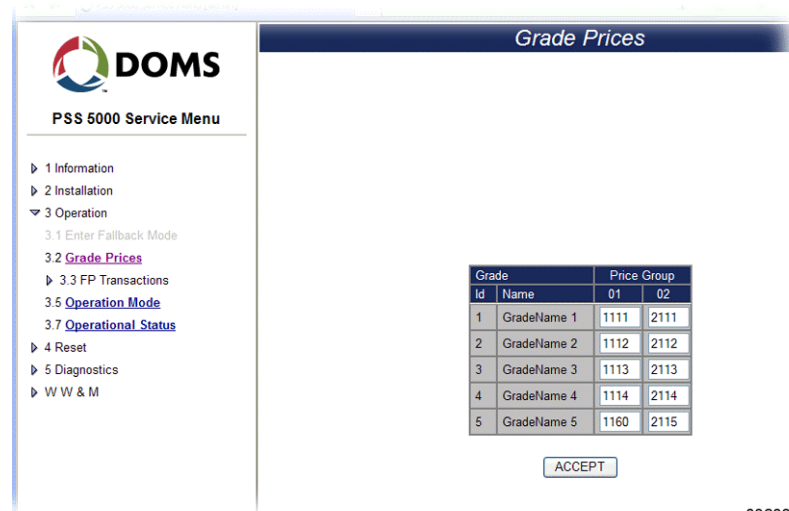 Grade Prices
DOMS
PSS 5000 Service Menu
1 Information
2 Installation
3 Operation
3.1 Enter Fallback Mode
3.2 Grade Prices
3.3 FP Transactions
3.5 Operation Mode
3.7 Operational Status
4 Reset
5 Diagnostics
W W & M
Grade Price Group
Id Name 01 02
1 GradeName 1 1111 2111
2 GradeName 2 1112 2112
3 GradeName 3 1113 2113
4 GradeName 4 1114 2114
5 GradeName 5 1160 2115
ACCEPT